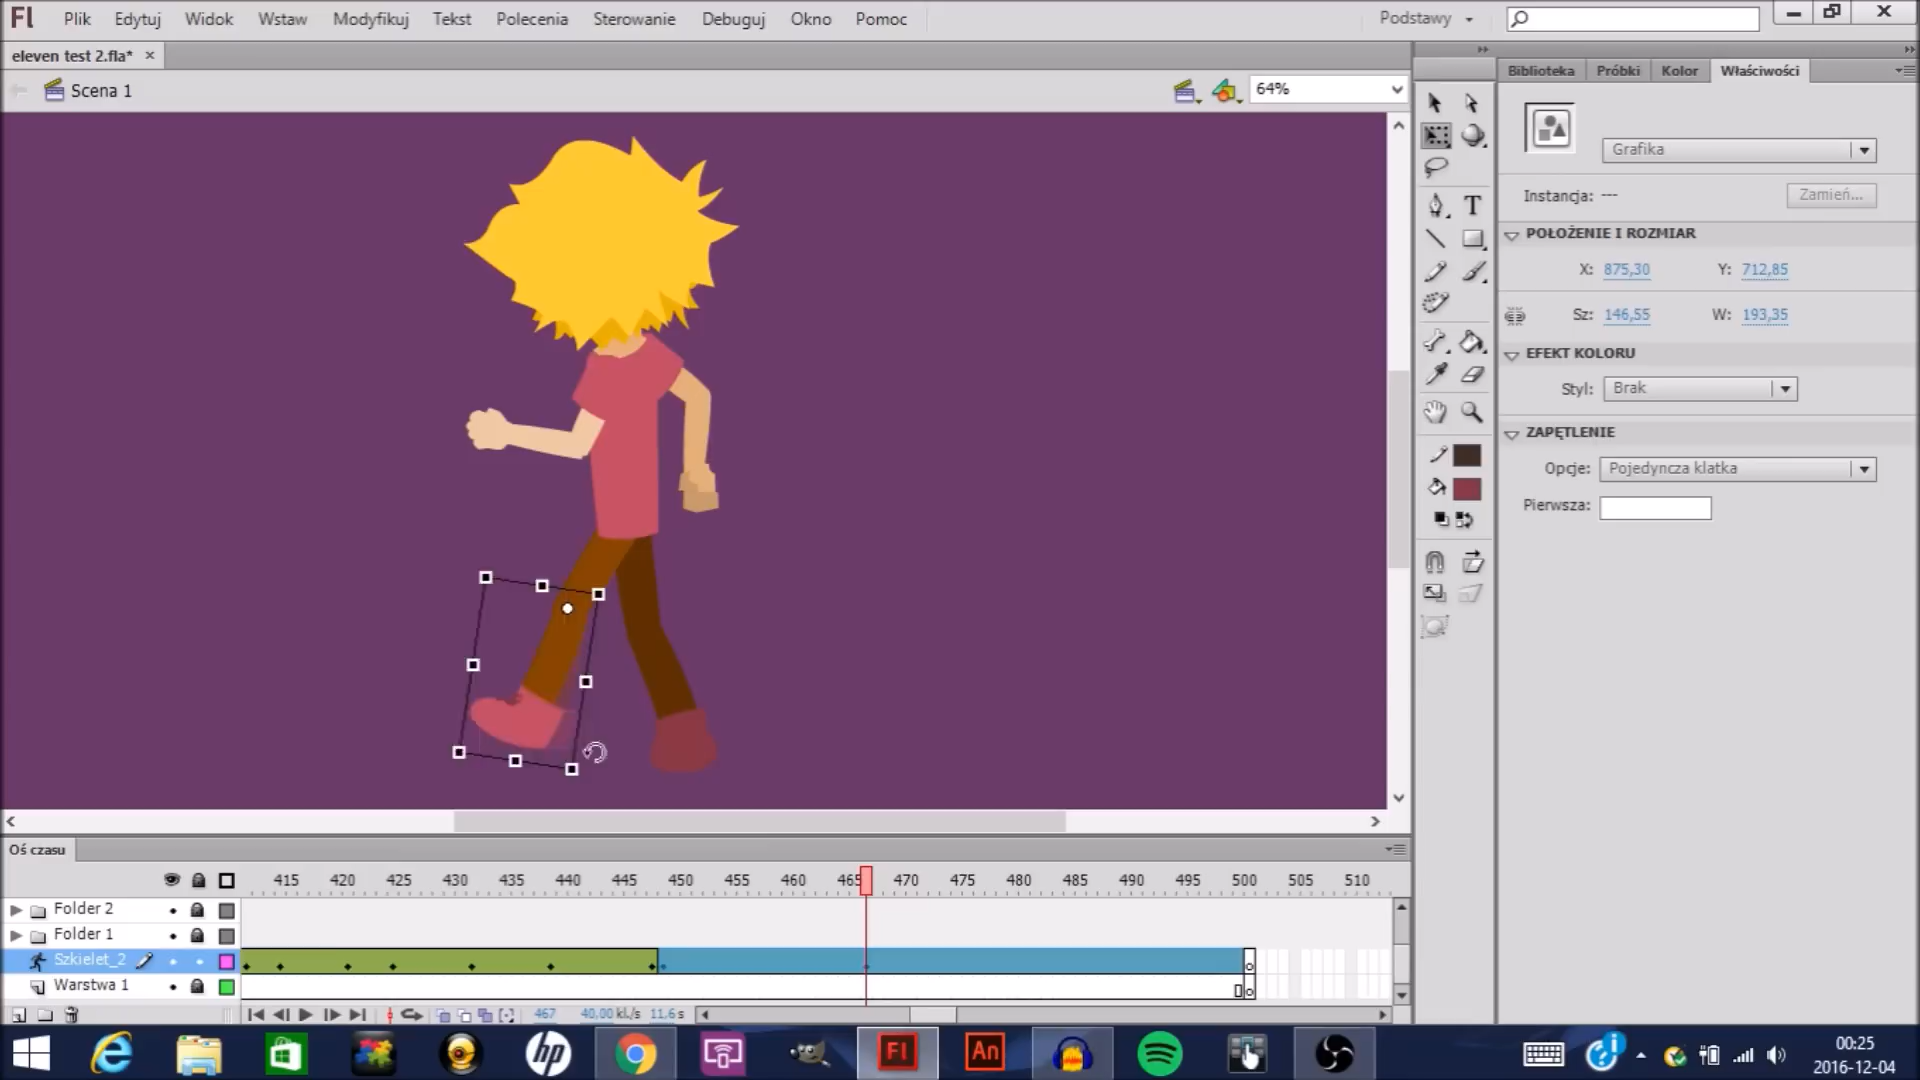 Fl Plik Edytuj Widok Wstaw Modyfikuj Tekst Polecenia Sterowanie Debuguj Okno Pomoc Podstawy
eleven test 2.fla* ×
Scena 1 64%
Biblioteka Próbki Kolor Właściwości
Grafika
Instancja: --- Zamień...
POŁOŻENIE I ROZMIAR
X: 875,30 Y: 712,85
Sz: 146,55 W: 193,35
EFEKT KOLORU
Styl: Brak
ZAPĘTLENIE
Opcje: Pojedyncza klatka
Pierwsza:
Oś czasu
415 420 425 430 435 440 445 450 455 460 465 470 475 480 485 490 495 500 505 510
Folder 2
Folder 1
Szkielet_2
Warstwa 1
467 40,00 kl./s 11,6 s
hp Fl An
00:25
2016-12-04